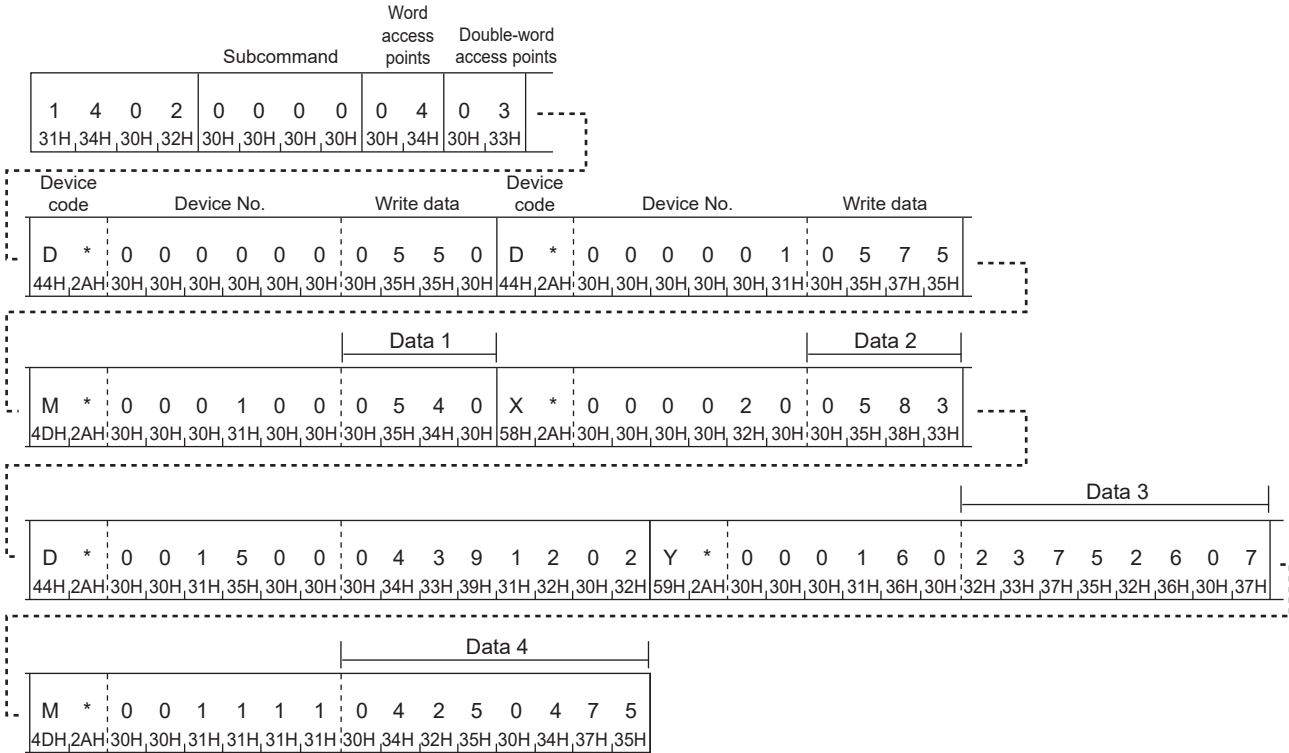 Word
access
points
Double-word
access points
Subcommand
1 4 0 2 0 0 0 0 0 4 0 3
31H 34H 30H 32H 30H 30H 30H 30H 30H 34H 30H 33H
Device
code
Device No.
Write data
Device
code
Device No.
Write data
D * 0 0 0 0 0 0 0 5 5 0 D * 0 0 0 0 0 1 0 5 7 5
44H 2AH 30H 30H 30H 30H 30H 30H 30H 35H 35H 30H 44H 2AH 30H 30H 30H 30H 30H 31H 30H 35H 37H 35H
Data 1 Data 2
M * 0 0 0 1 0 0 0 5 4 0 X * 0 0 0 0 2 0 0 5 8 3
4DH 2AH 30H 30H 30H 31H 30H 30H 30H 35H 34H 30H 58H 2AH 30H 30H 30H 30H 32H 30H 30H 35H 38H 33H
Data 3
D * 0 0 1 5 0 0 0 4 3 9 1 2 0 2 Y * 0 0 0 1 6 0 2 3 7 5 2 6 0 7
44H 2AH 30H 30H 31H 35H 30H 30H 30H 34H 33H 39H 31H 32H 30H 32H 59H 2AH 30H 30H 30H 31H 36H 30H 32H 33H 37H 35H 32H 36H 30H 37H
Data 4
M * 0 0 1 1 1 1 0 4 2 5 0 4 7 5
4DH 2AH 30H 30H 31H 31H 31H 31H 30H 34H 32H 35H 30H 34H 37H 35H